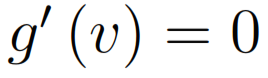 g′(v) = 0